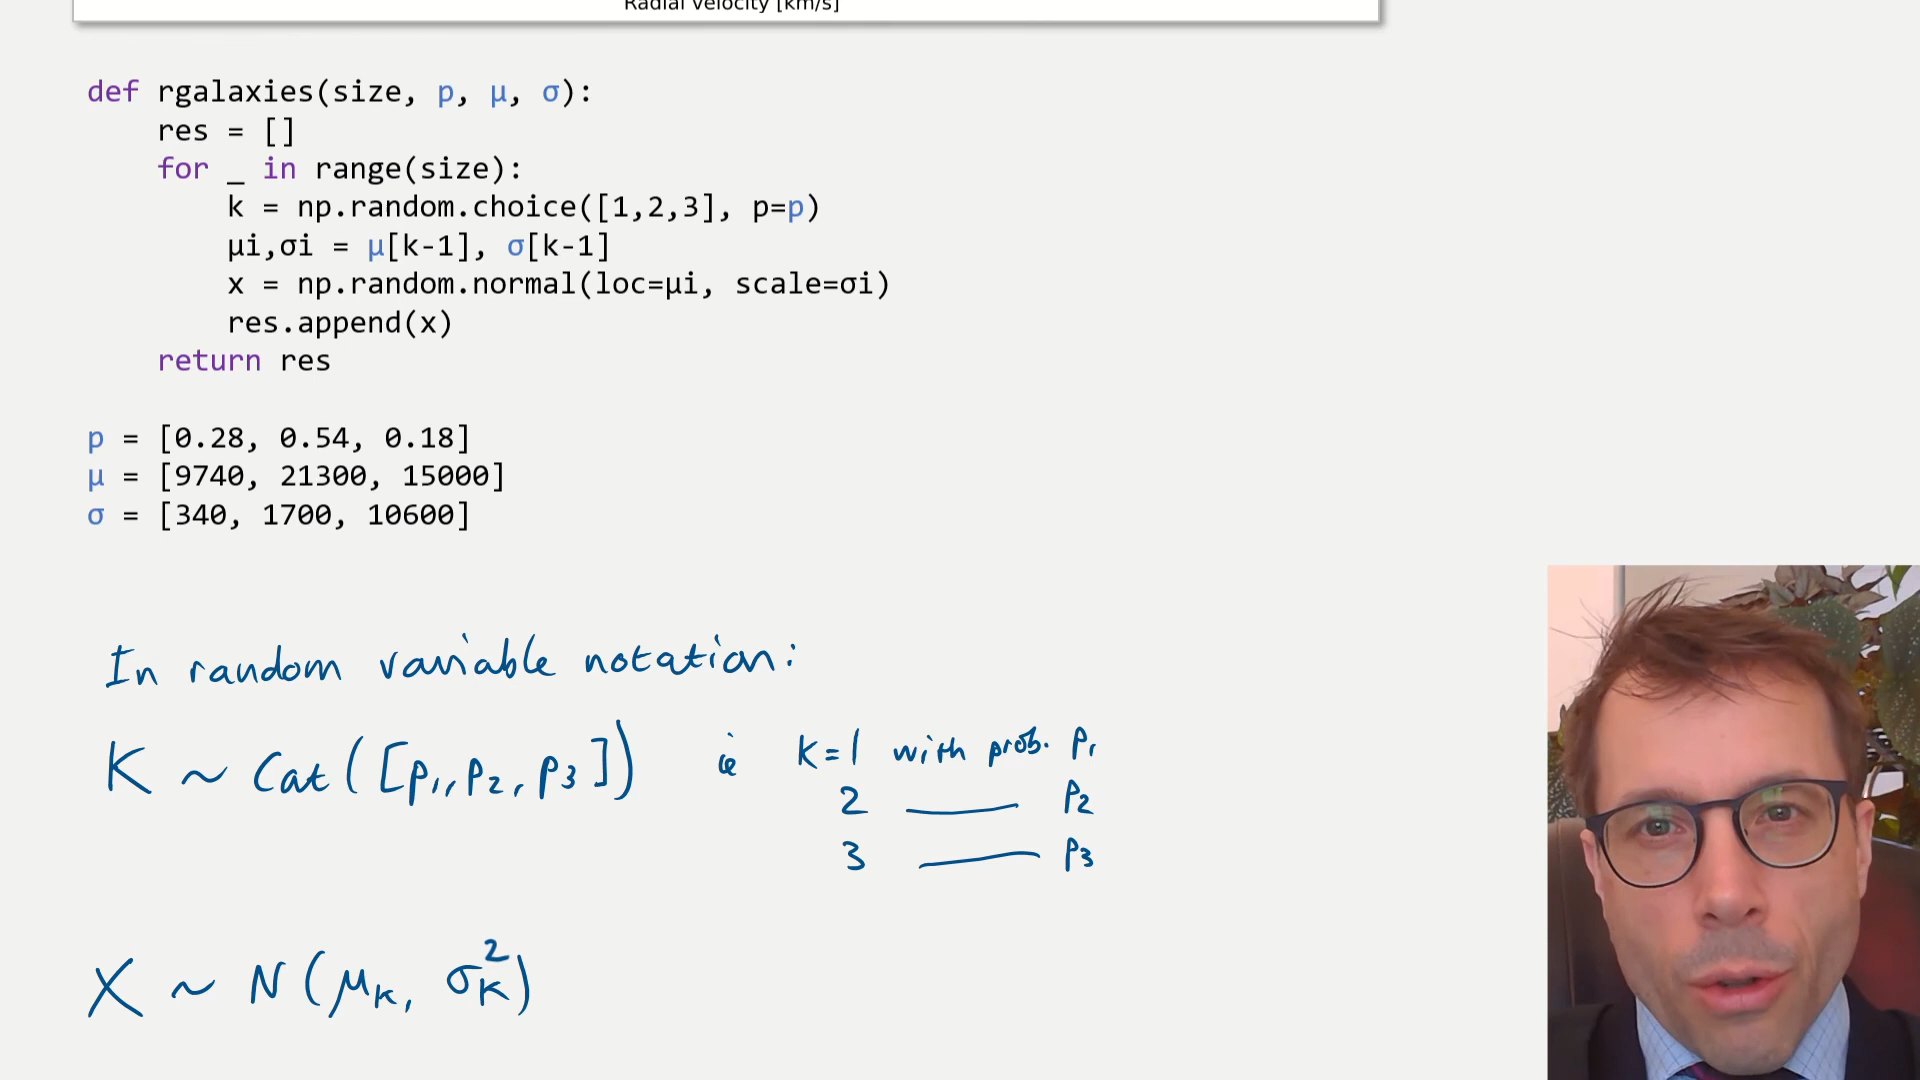 Radial velocity [km/s]
def rgalaxies(size, p, μ, σ):
res = []
for _ in range(size):
k = np.random.choice([1,2,3], p=p)
μi,σi = μ[k-1], σ[k-1]
x = np.random.normal(loc=μi, scale=σi)
res.append(x)
return res
p = [0.28, 0.54, 0.18]
μ = [9740, 21300, 15000]
σ = [340, 1700, 10600]
In random variable notation:
K ~ Cat([p₁,p₂,p₃]) ie K=1 with prob. p₁
2 —— p₂
3 —— p₃
X ~ N(μ_K, σ_K²)